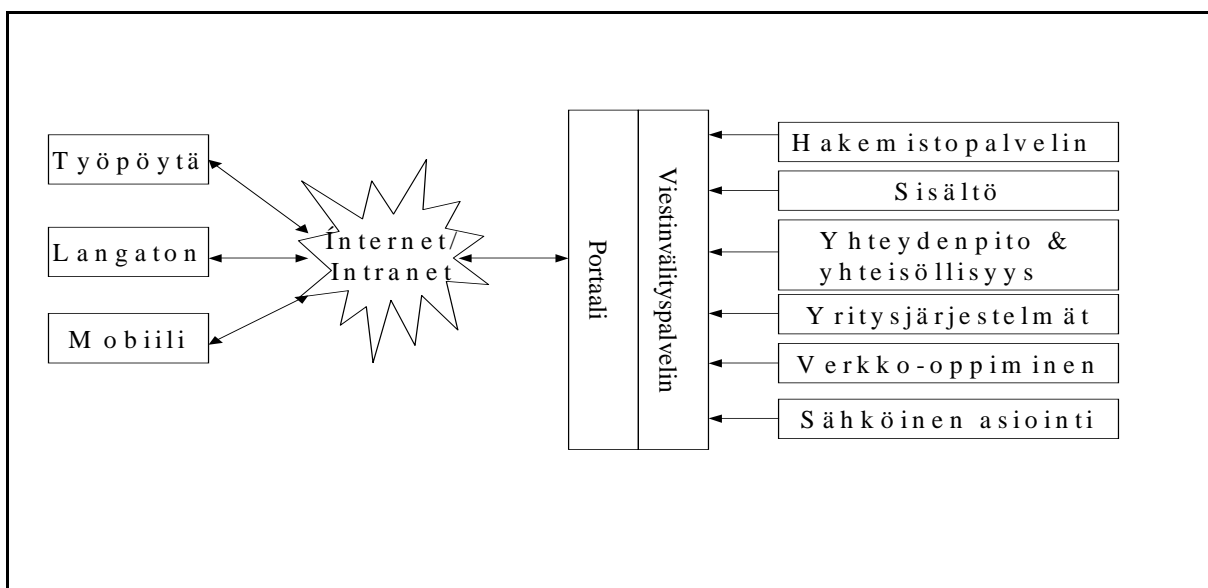 Työpöytä
Langaton
Mobiili
Internet/
Intranet
Portaali
Viestinvälityspalvelin
Hakemistopalvelin
Sisältö
Yhteydenpito &
yhteisöllisyys
Yritysjärjestelmät
Verkko-oppiminen
Sähköinen asiointi